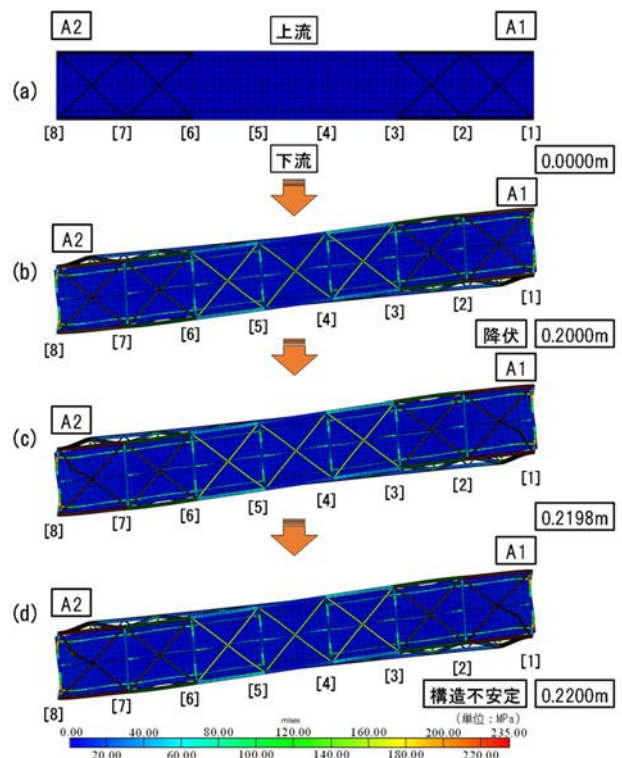 A2 上流 A1
(a)
[8] [7] [6] [5] [4] [3] [2] [1]
下流 0.0000m
A1
A2
(b)
[8] [7] [6] [5] [4] [3] [2] [1]
降伏 0.2000m
A1
A2
(c)
[8] [7] [6] [5] [4] [3] [2] [1]
0.2198m
A1
A2
(d)
[8] [7] [6] [5] [4] [3] [2] [1]
構造不安定 0.2200m
mises (単位：MPa)
0.00 40.00 80.00 120.00 160.00 200.00 235.00
20.00 60.00 100.00 140.00 180.00 220.00